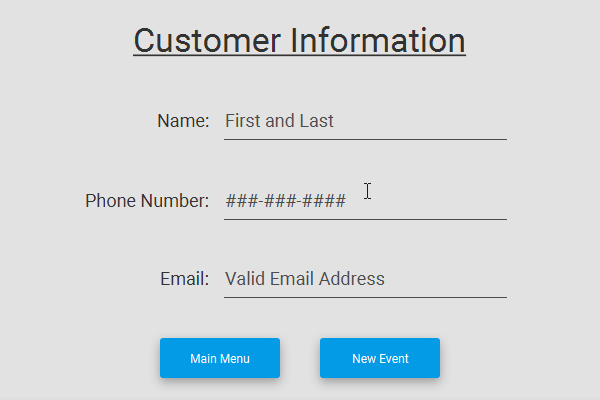 Customer Information
Name: First and Last
Phone Number: ###-###-####
Email: Valid Email Address
Main Menu New Event